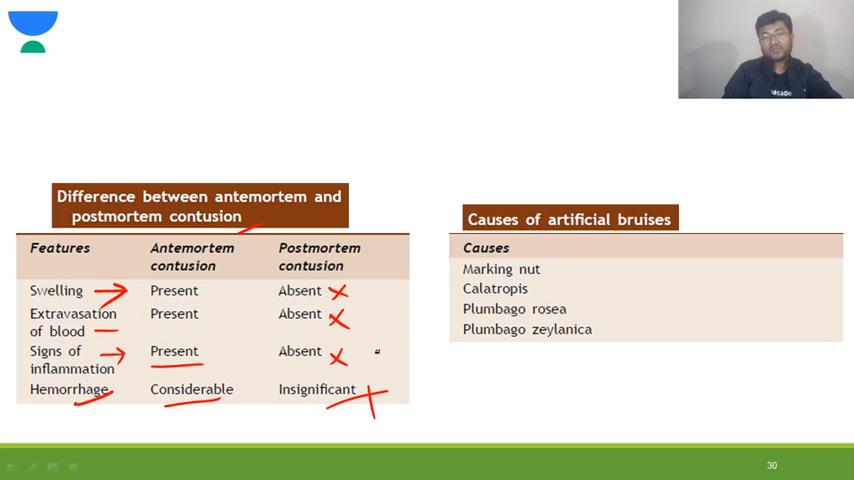 Difference between antemortem and
postmortem contusion
Features Antemortem contusion Postmortem contusion
Swelling Present Absent
Extravasation of blood Present Absent
Signs of inflammation Present Absent
Hemorrhage Considerable Insignificant
Causes of artificial bruises
Causes
Marking nut
Calatropis
Plumbago rosea
Plumbago zeylanica
30